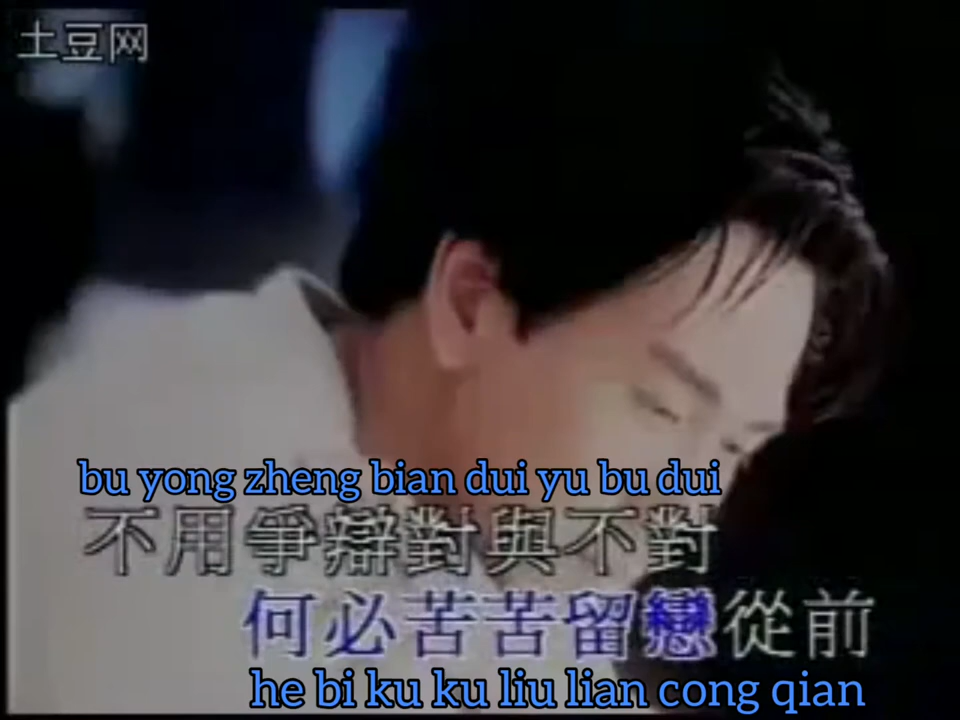 土豆网
bu yong zheng bian dui yu bu dui
不用爭辯對與不對
何必苦苦留戀從前
he bi ku ku liu lian cong qian